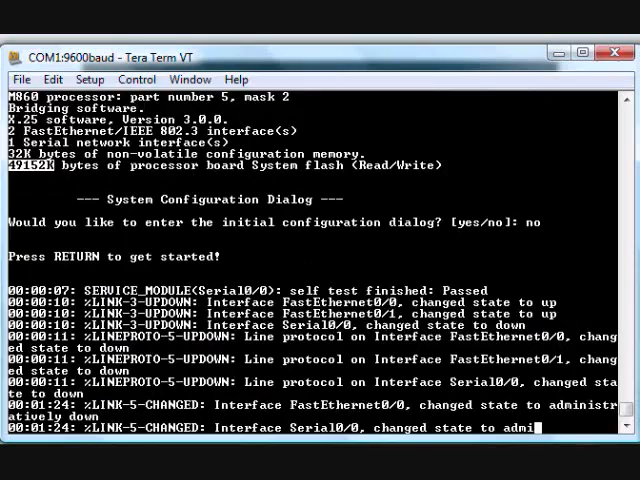 COM1:9600baud - Tera Term VT
File Edit Setup Control Window Help
M860 processor: part number 5, mask 2
Bridging software.
X.25 software, Version 3.0.0.
2 FastEthernet/IEEE 802.3 interface(s)
1 Serial network interface(s)
32K bytes of non-volatile configuration memory.
49152K bytes of processor board System flash (Read/Write)
--- System Configuration Dialog ---
Would you like to enter the initial configuration dialog? [yes/no]: no
Press RETURN to get started!
00:00:07: SERVICE_MODULE(Serial0/0): self test finished: Passed
00:00:10: %LINK-3-UPDOWN: Interface FastEthernet0/0, changed state to up
00:00:10: %LINK-3-UPDOWN: Interface FastEthernet0/1, changed state to up
00:00:10: %LINK-3-UPDOWN: Interface Serial0/0, changed state to down
00:00:11: %LINEPROTO-5-UPDOWN: Line protocol on Interface FastEthernet0/0, chang
ed state to down
00:00:11: %LINEPROTO-5-UPDOWN: Line protocol on Interface FastEthernet0/1, chang
ed state to down
00:00:11: %LINEPROTO-5-UPDOWN: Line protocol on Interface Serial0/0, changed sta
te to down
00:01:24: %LINK-5-CHANGED: Interface FastEthernet0/0, changed state to administr
atively down
00:01:24: %LINK-5-CHANGED: Interface Serial0/0, changed state to admi